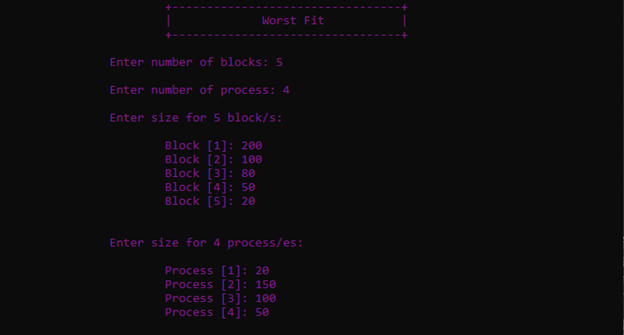 +---------------------------------+
|             Worst Fit           |
+---------------------------------+
Enter number of blocks: 5
Enter number of process: 4
Enter size for 5 block/s:
Block [1]: 200
Block [2]: 100
Block [3]: 80
Block [4]: 50
Block [5]: 20
Enter size for 4 process/es:
Process [1]: 20
Process [2]: 150
Process [3]: 100
Process [4]: 50